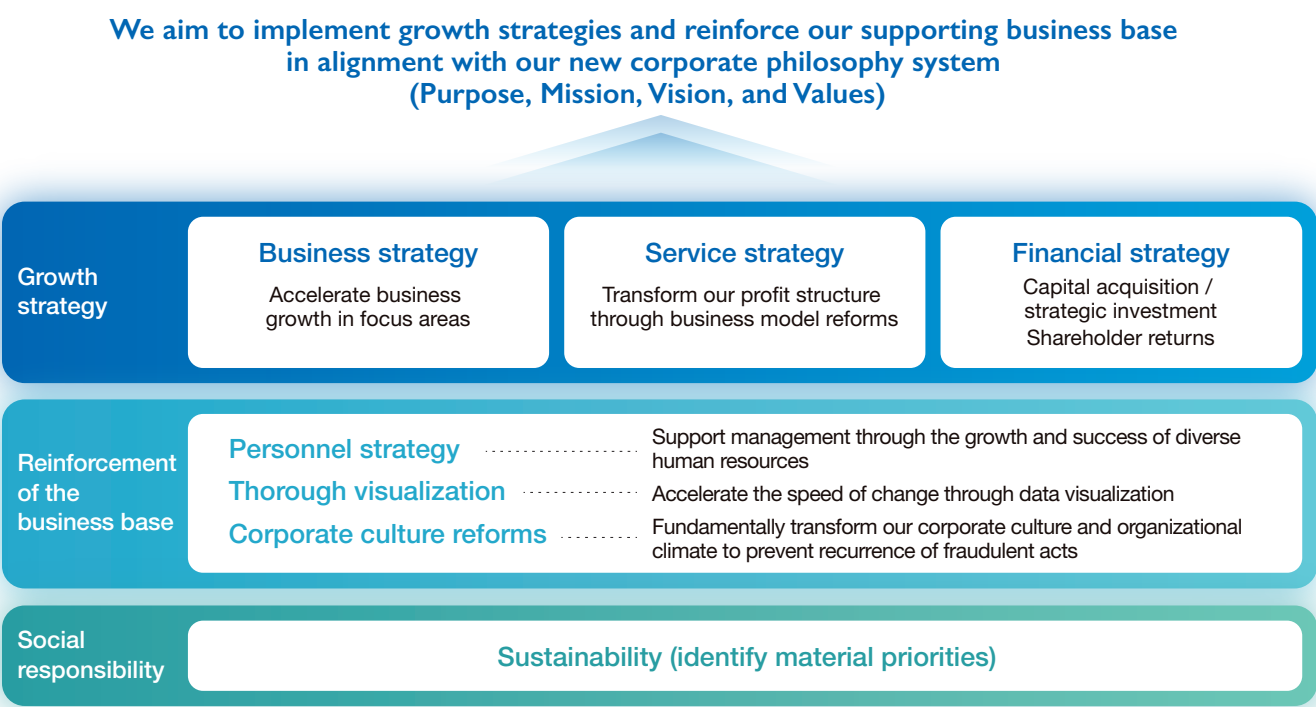 We aim to implement growth strategies and reinforce our supporting business base
in alignment with our new corporate philosophy system
(Purpose, Mission, Vision, and Values)
Growth
strategy
Business strategy
Accelerate business
growth in focus areas
Service strategy
Transform our profit structure
through business model reforms
Financial strategy
Capital acquisition /
strategic investment
Shareholder returns
Reinforcement
of the
business base
Personnel strategy
Support management through the growth and success of diverse
human resources
Thorough visualization
Accelerate the speed of change through data visualization
Corporate culture reforms
Fundamentally transform our corporate culture and organizational
climate to prevent recurrence of fraudulent acts
Social
responsibility
Sustainability (identify material priorities)